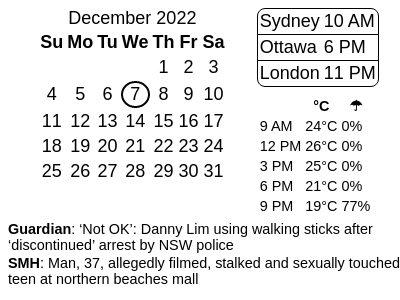 December 2022
Su Mo Tu We Th Fr Sa
1 2 3
4 5 6 7 8 9 10
11 12 13 14 15 16 17
18 19 20 21 22 23 24
25 26 27 28 29 30 31
Sydney 10 AM
Ottawa 6 PM
London 11 PM
°C ☂
9 AM 24°C 0%
12 PM 26°C 0%
3 PM 25°C 0%
6 PM 21°C 0%
9 PM 19°C 77%
Guardian: ‘Not OK’: Danny Lim using walking sticks after
‘discontinued’ arrest by NSW police
SMH: Man, 37, allegedly filmed, stalked and sexually touched
teen at northern beaches mall